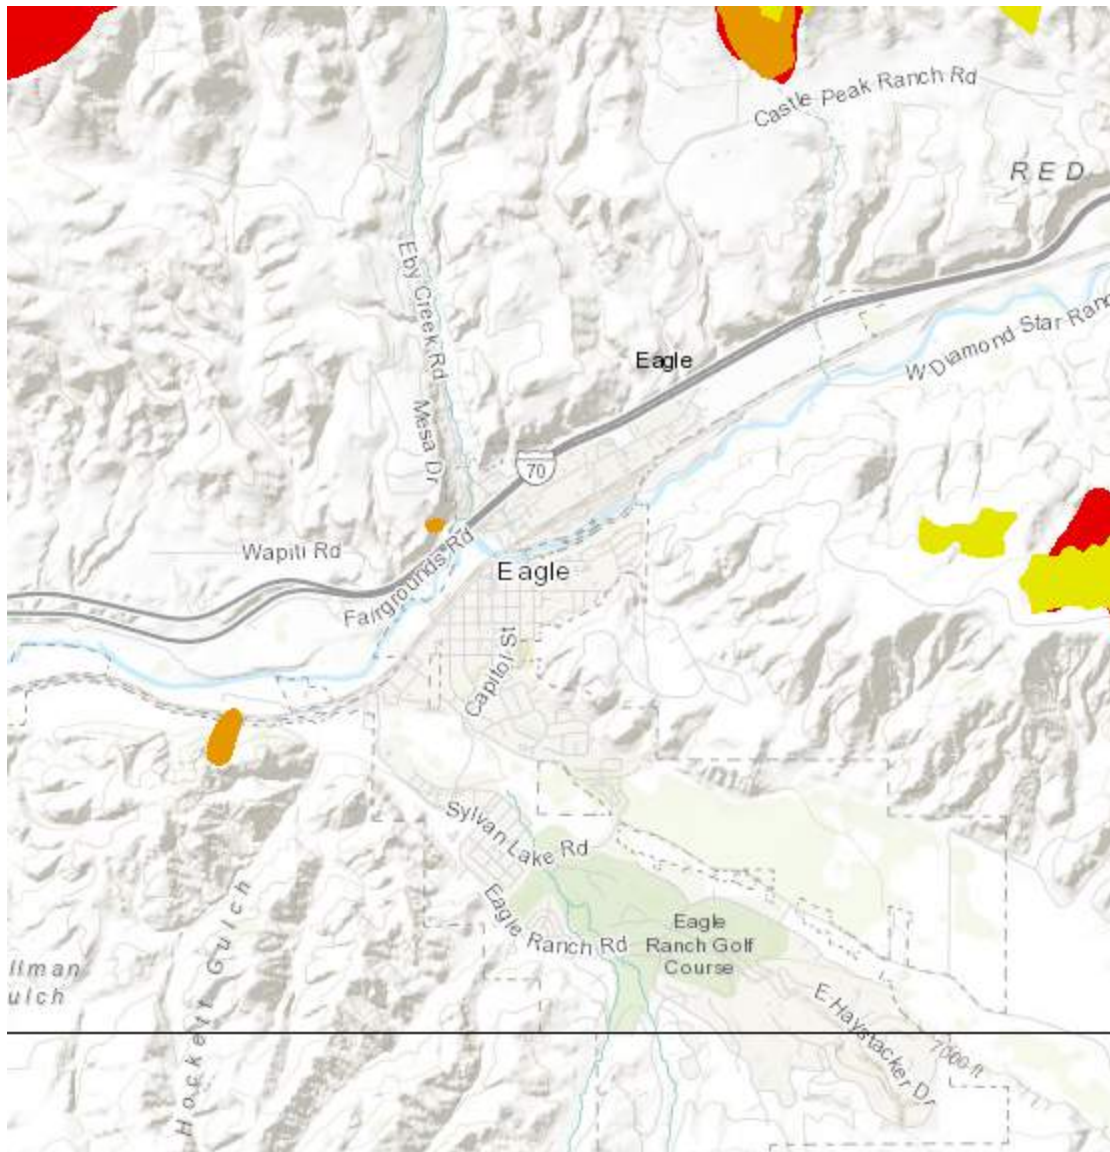 Castle Peak Ranch Rd
RED
Eby Creek Rd
W Diamond Star Ran
Eagle
Mesa Dr
70
Wapiti Rd
Fairgrounds Rd
Eagle
Capitol St
Sylvan Lake Rd
Eagle Ranch Rd
Eagle
Ranch Golf
Course
Hockett Gulch
llman
ulch
E Haystacker Dr
7000 ft